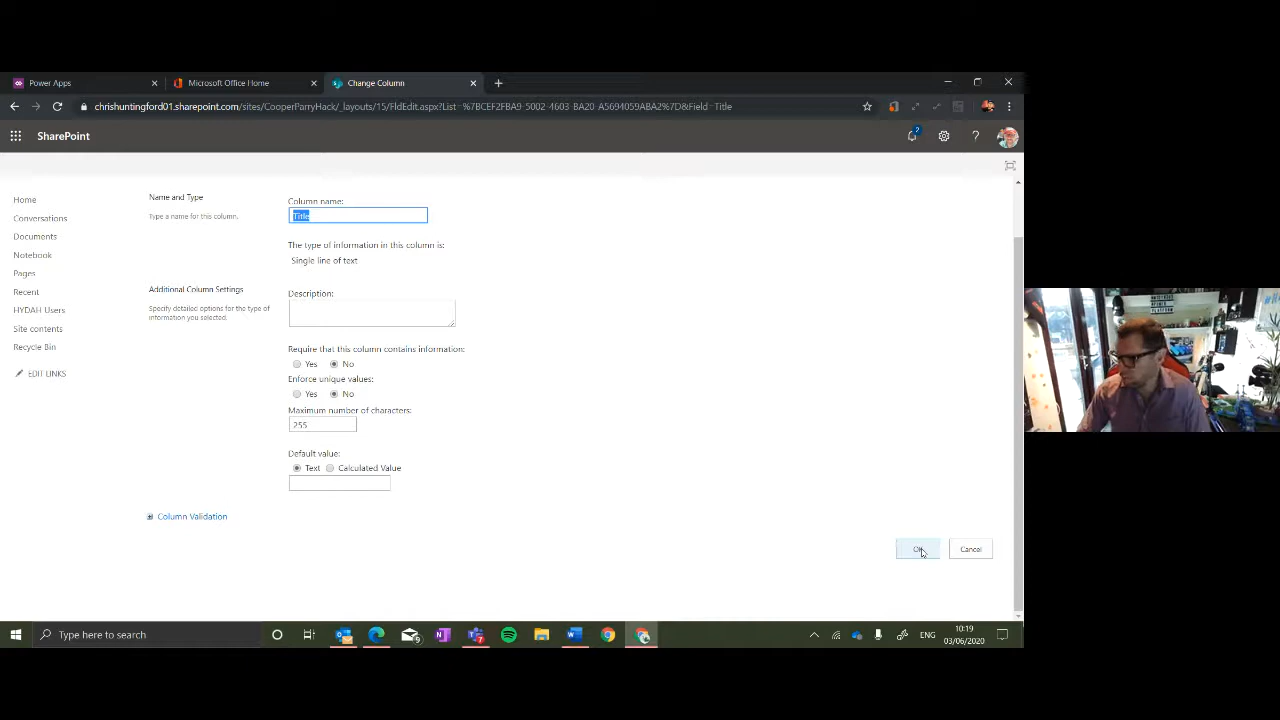 Power Apps
Microsoft Office Home
Change Column
chrishuntingford01.sharepoint.com/sites/CooperParryHack/_layouts/15/FldEdit.aspx?List=%7BCEF2FBA9-5002-4603-BA20-A5694059ABA2%7D&Field=Title
SharePoint
2
Home
Conversations
Documents
Notebook
Pages
Recent
HYDAH Users
Site contents
Recycle Bin
EDIT LINKS
Name and Type
Type a name for this column.
Column name:
Title
The type of information in this column is:
Single line of text
Additional Column Settings
Specify detailed options for the type of
information you selected.
Description:
Require that this column contains information:
Yes No
Enforce unique values:
Yes No
Maximum number of characters:
255
Default value:
Text Calculated Value
Column Validation
OK
Cancel
Type here to search
9
7
ENG
10:19
03/06/2020